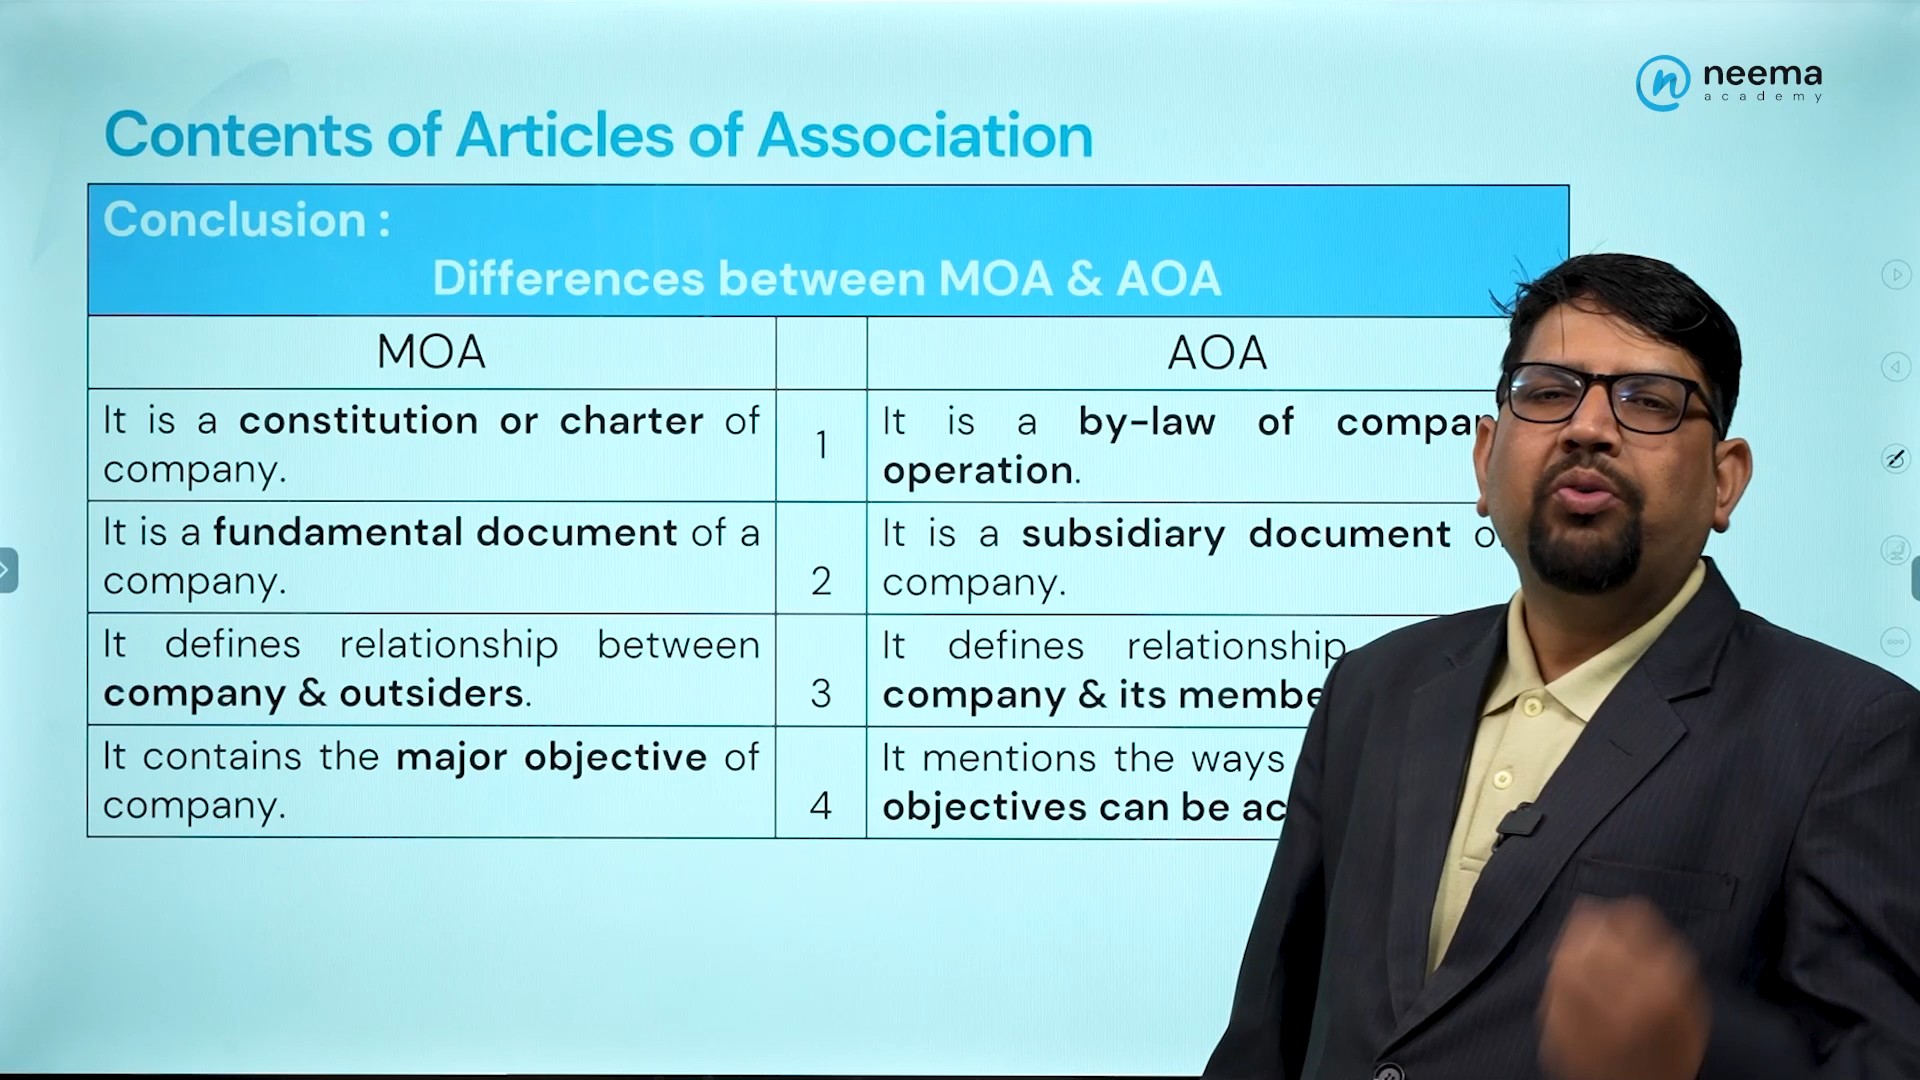 neema
academy
Contents of Articles of Association
Conclusion :
Differences between MOA & AOA
MOA
AOA
It is a constitution or charter of
company.
1
It is a by-law of
operation.
It is a fundamental document of a
company.
2
It is a subsidiary document
company.
It defines relationship between
company & outsiders.
3
It defines relationship
company & its
It contains the major objective of
company.
4
It mentions the ways
objectives can be